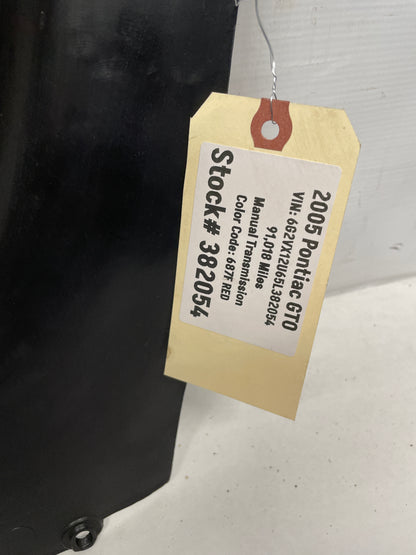 2005 Pontiac GTO
VIN: 6G2VX12U65L382054
91,018 Miles
Manual Transmission
Color Code: 687F RED
Stock# 382054